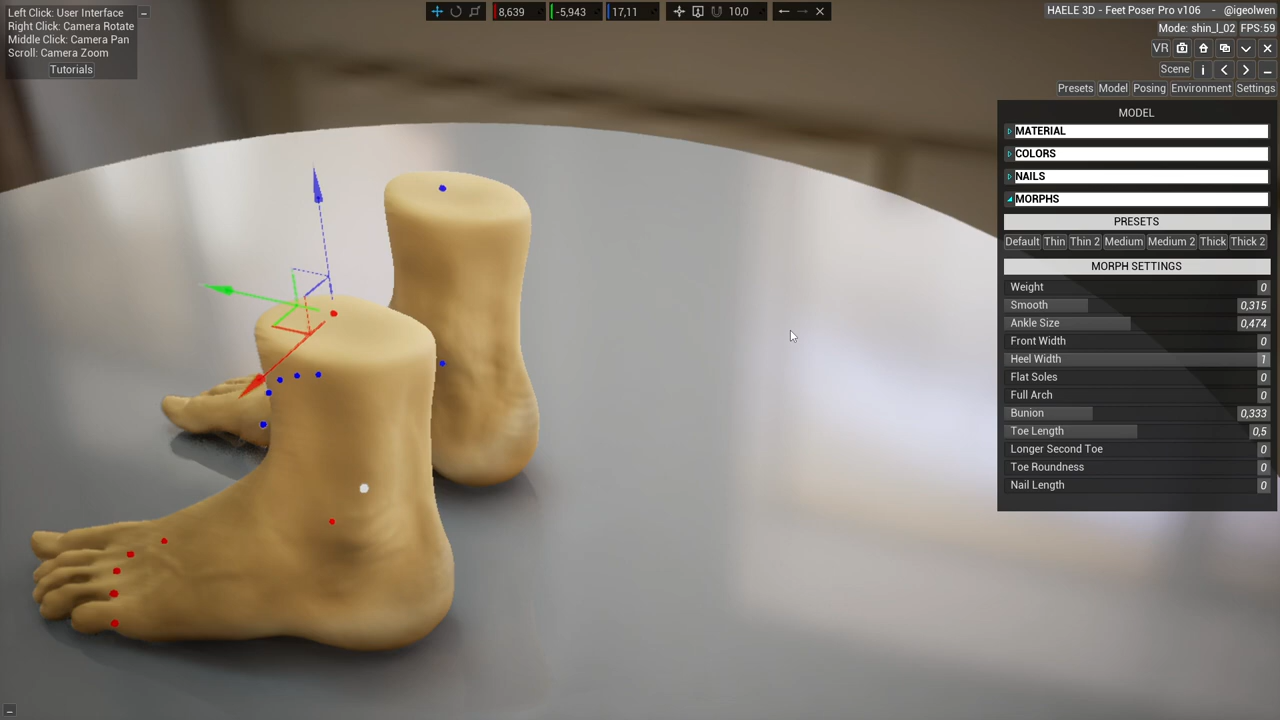 Left Click: User Interface
Right Click: Camera Rotate
Middle Click: Camera Pan
Scroll: Camera Zoom
Tutorials
8,639 -5,943 17,11 10,0
HAELE 3D - Feet Poser Pro v106 - @igeolwen
Mode: shin_l_02 FPS:59
VR
Scene
Presets Model Posing Environment Settings
MODEL
MATERIAL
COLORS
NAILS
MORPHS
PRESETS
Default Thin Thin 2 Medium Medium 2 Thick Thick 2
MORPH SETTINGS
Weight 0
Smooth 0,315
Ankle Size 0,474
Front Width 0
Heel Width 1
Flat Soles 0
Full Arch 0
Bunion 0,333
Toe Length 0,5
Longer Second Toe 0
Toe Roundness 0
Nail Length 0